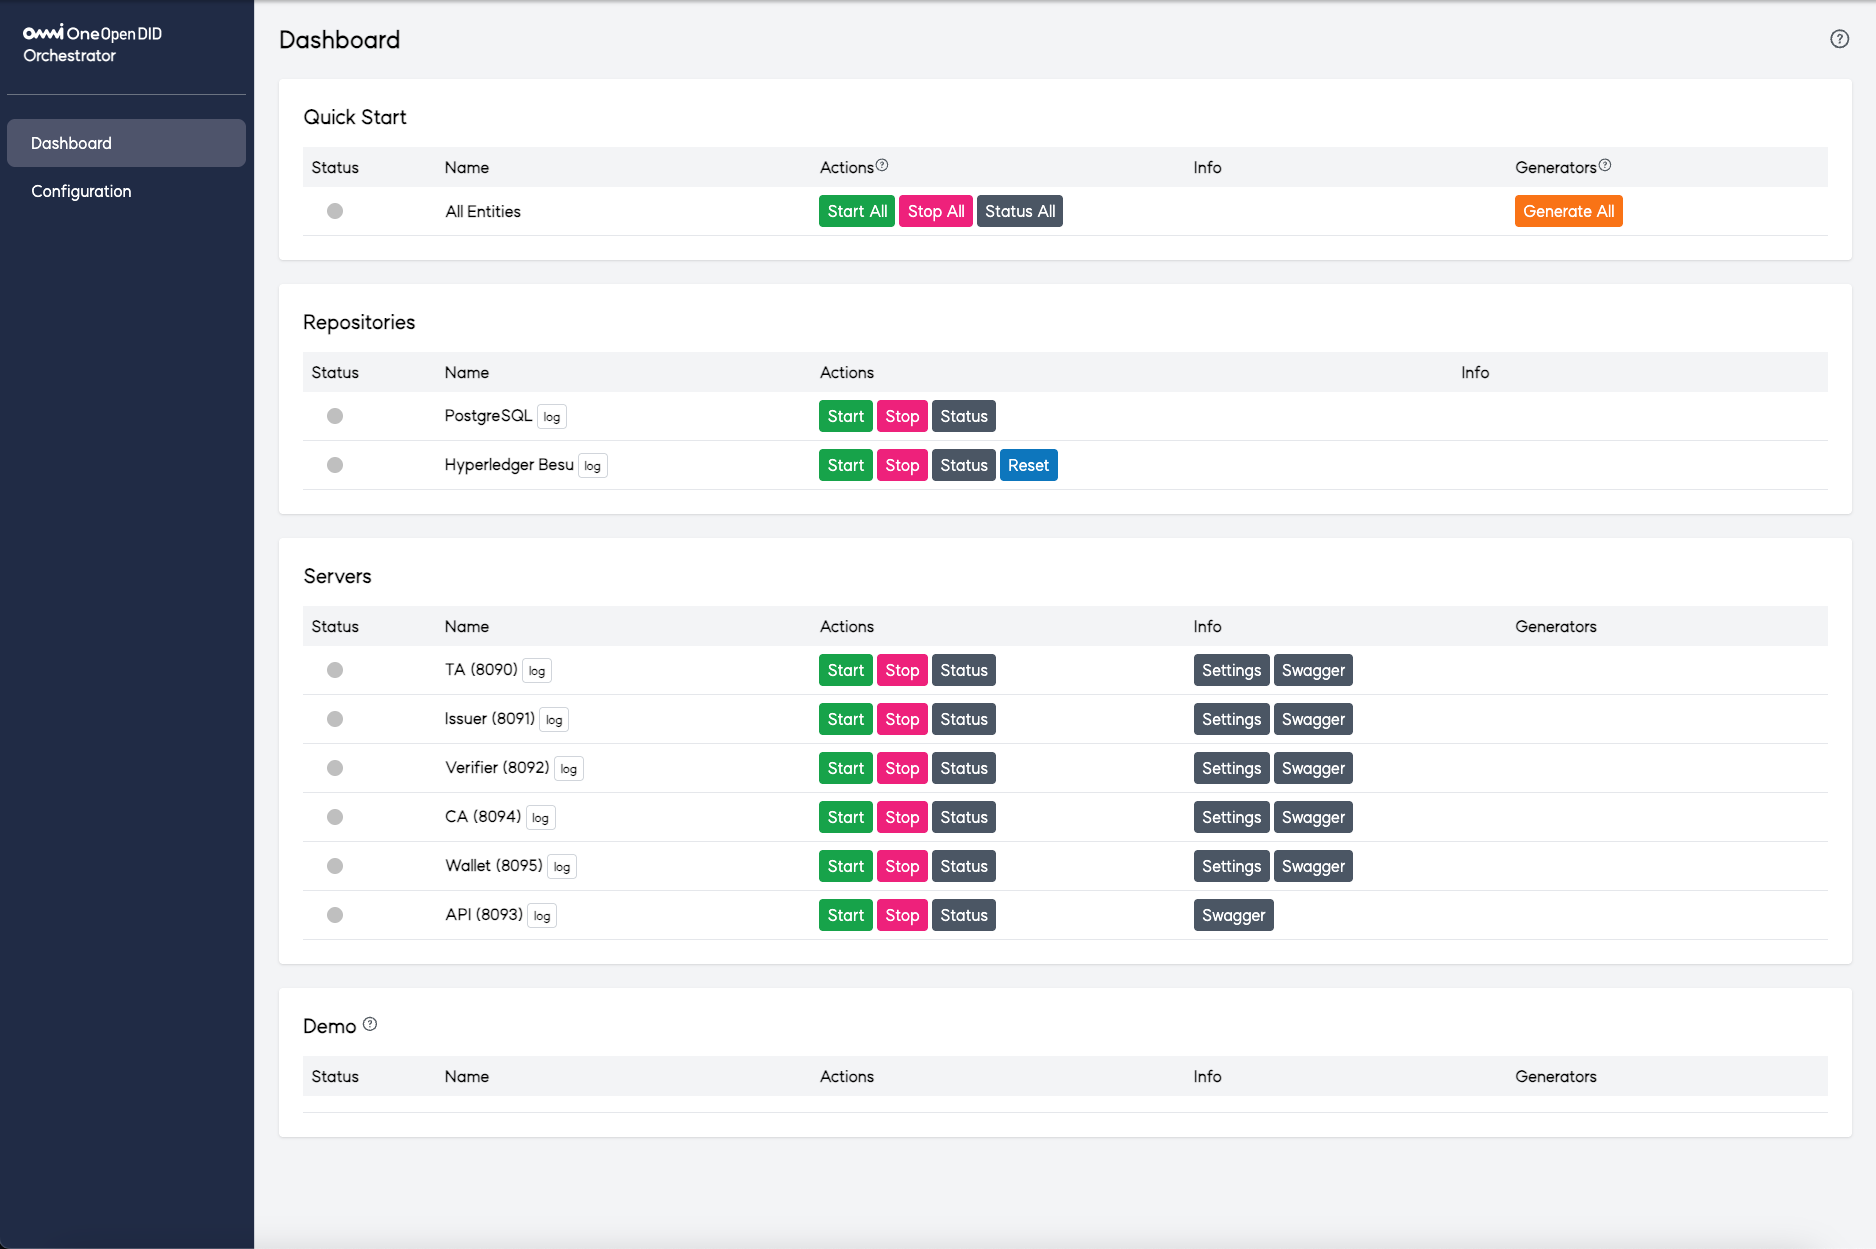 Omni One Open DID
Orchestrator
Dashboard
Configuration
Dashboard
Quick Start
Status Name Actions Info Generators
All Entities Start All Stop All Status All Generate All
Repositories
Status Name Actions Info
PostgreSQL log Start Stop Status
Hyperledger Besu log Start Stop Status Reset
Servers
Status Name Actions Info Generators
TA (8090) log Start Stop Status Settings Swagger
Issuer (8091) log Start Stop Status Settings Swagger
Verifier (8092) log Start Stop Status Settings Swagger
CA (8094) log Start Stop Status Settings Swagger
Wallet (8095) log Start Stop Status Settings Swagger
API (8093) log Start Stop Status Swagger
Demo
Status Name Actions Info Generators